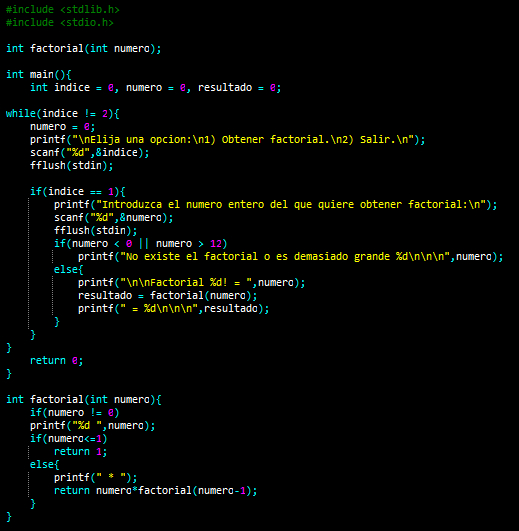 #include <stdlib.h>
#include <stdio.h>

int factorial(int numero);

int main(){
    int indice = 0, numero = 0, resultado = 0;

while(indice != 2){
    numero = 0;
    printf("\nElija una opcion:\n1) Obtener factorial.\n2) Salir.\n");
    scanf("%d",&indice);
    fflush(stdin);

    if(indice == 1){
        printf("Introduzca el numero entero del que quiere obtener factorial:\n");
        scanf("%d",&numero);
        fflush(stdin);
        if(numero < 0 || numero > 12)
            printf("No existe el factorial o es demasiado grande %d\n\n\n",numero);
        else{
            printf("\n\nFactorial %d! = ",numero);
            resultado = factorial(numero);
            printf(" = %d\n\n\n",resultado);
        }
    }
}
    return 0;
}

int factorial(int numero){
    if(numero != 0)
    printf("%d ",numero);
    if(numero<=1)
        return 1;
    else{
        printf(" * ");
        return numero*factorial(numero-1);
    }
}